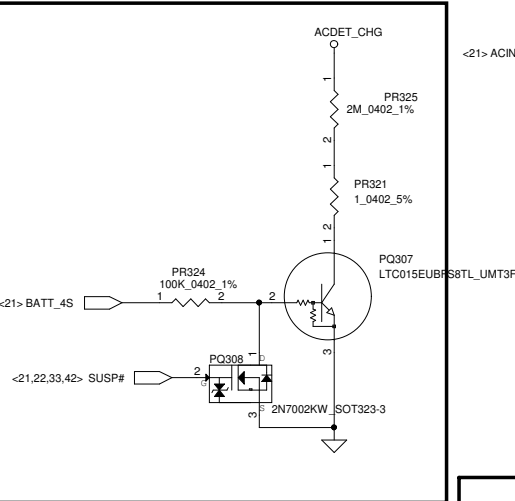 ACDET_CHG
<21> ACIN
1
PR325
2M_0402_1%
2
1
PR321
1_0402_5%
2
1
PQ307
LTC015EUBFS8TL_UMT3F
PR324
100K_0402_1%
<21> BATT_4S
1 2 2
3
1
PQ308
D
<21,22,33,42> SUSP#
2
G
S
2N7002KW_SOT323-3
3